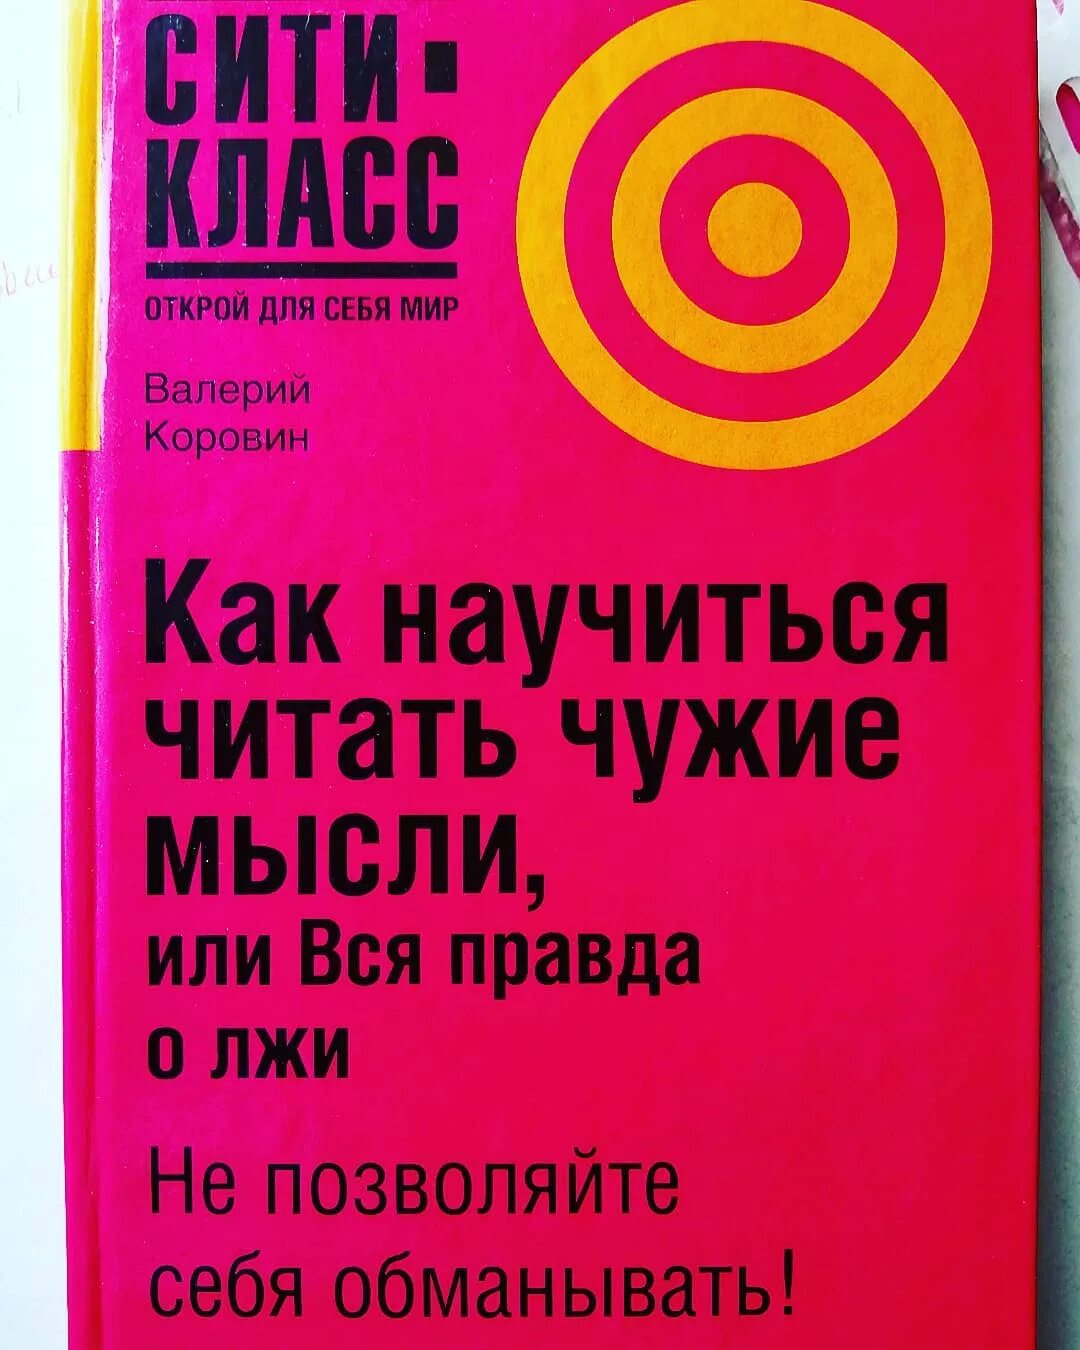 СИТИ-
КЛАСС
ОТКРОЙ ДЛЯ СЕБЯ МИР
Валерий
Коровин
Как научиться
читать чужие
мысли,
или Вся правда
о лжи
Не позволяйте
себя обманывать!